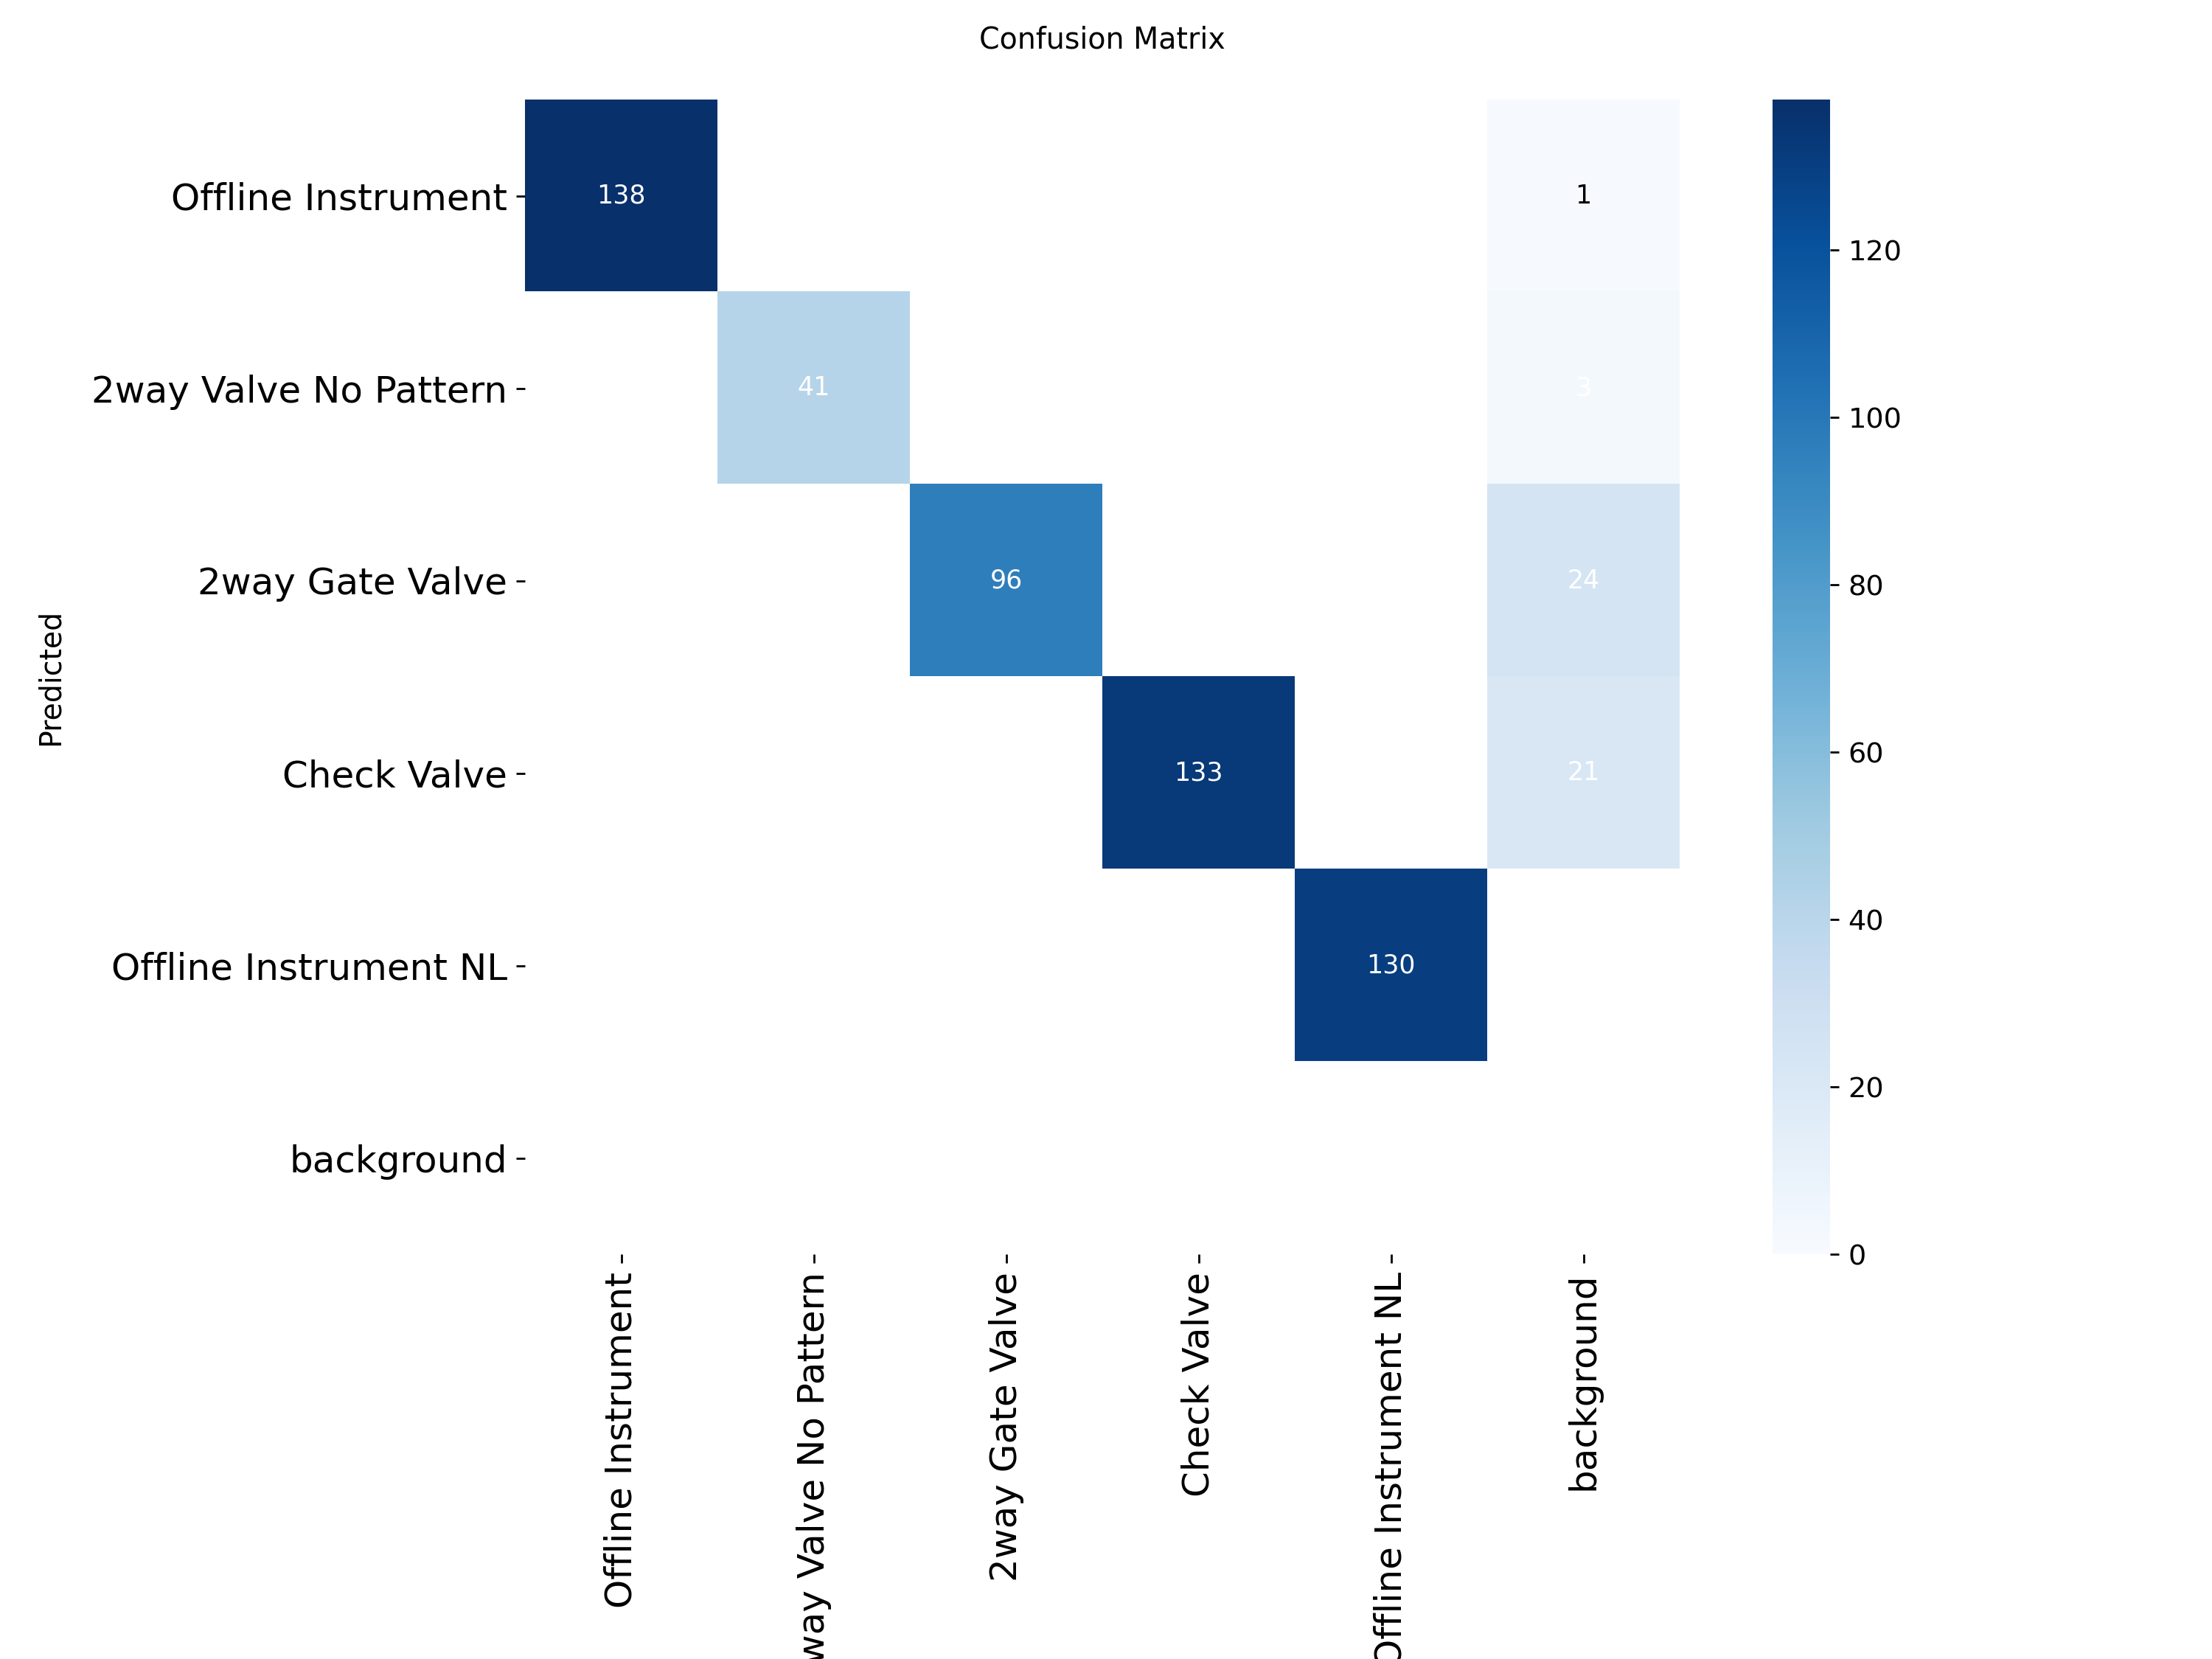 Confusion Matrix
Offline Instrument
138
1
2way Valve No Pattern
41
3
2way Gate Valve
96
24
Check Valve
133
21
Offline Instrument NL
130
background
Predicted
120
100
80
60
40
20
0
Offline Instrument
way Valve No Pattern
2way Gate Valve
Check Valve
Offline Instrument NL
background